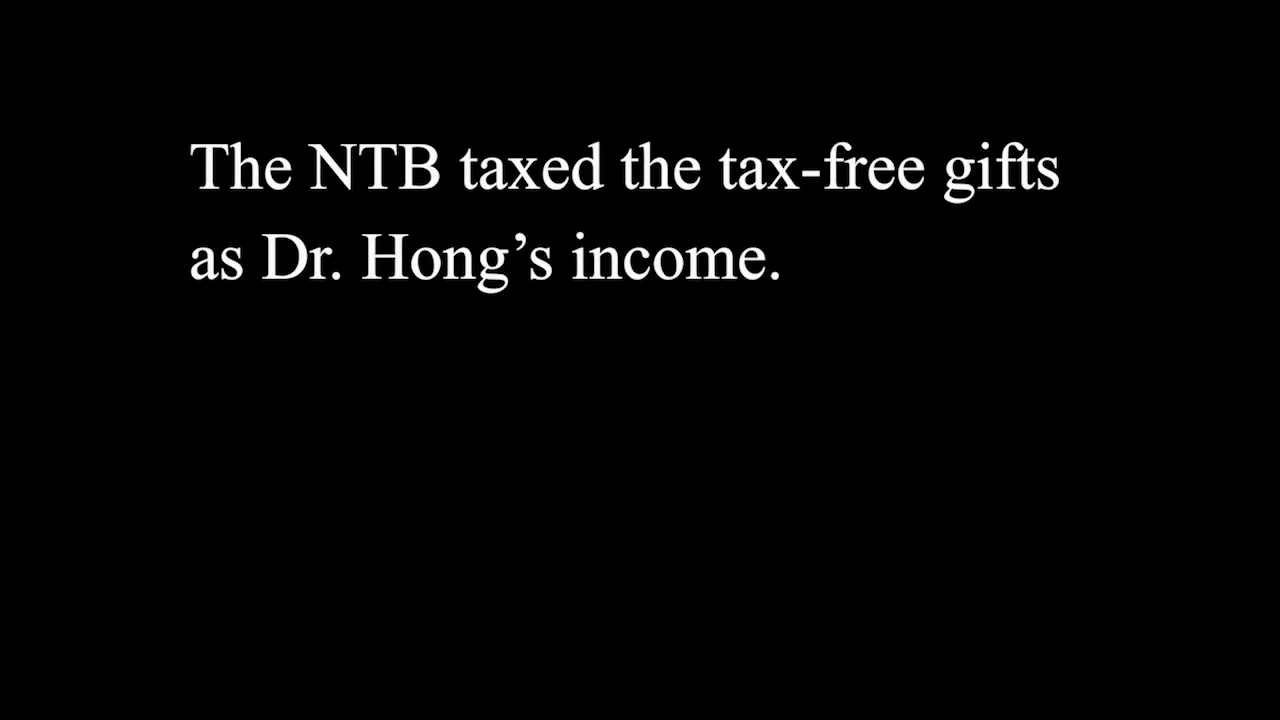 The NTB taxed the tax-free gifts
as Dr. Hong’s income.